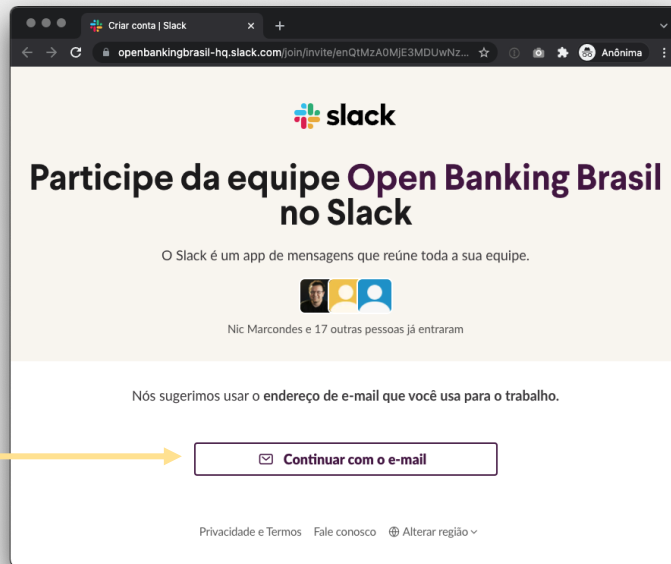 Criar conta | Slack
openbankingbrasil-hq.slack.com/join/invite/enQtMzA0MjE3MDUwNz...
Anônima
slack
Participe da equipe Open Banking Brasil
no Slack
O Slack é um app de mensagens que reúne toda a sua equipe.
Nic Marcondes e 17 outras pessoas já entraram
Nós sugerimos usar o endereço de e-mail que você usa para o trabalho.
Continuar com o e-mail
Privacidade e Termos Fale conosco Alterar região